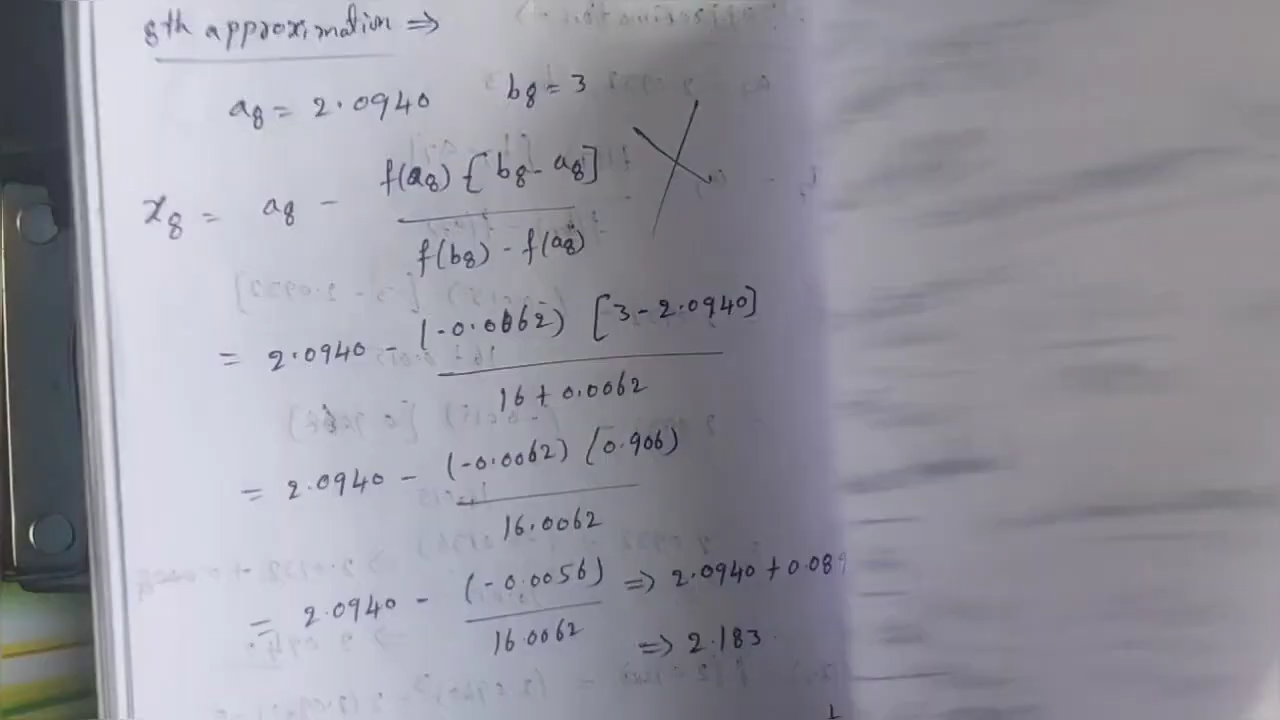 8th approximation ⇒
a8 = 2.0940 b8 = 3
x8 = a8 - f(a8) [b8 - a8] / f(b8) - f(a8)
= 2.0940 - (-0.0062) [3 - 2.0940] / 16 + 0.0062
= 2.0940 - (-0.0062) (0.906) / 16.0062
= 2.0940 - (-0.0056) / 16.0062 ⇒ 2.0940 + 0.089
⇒ 2.183